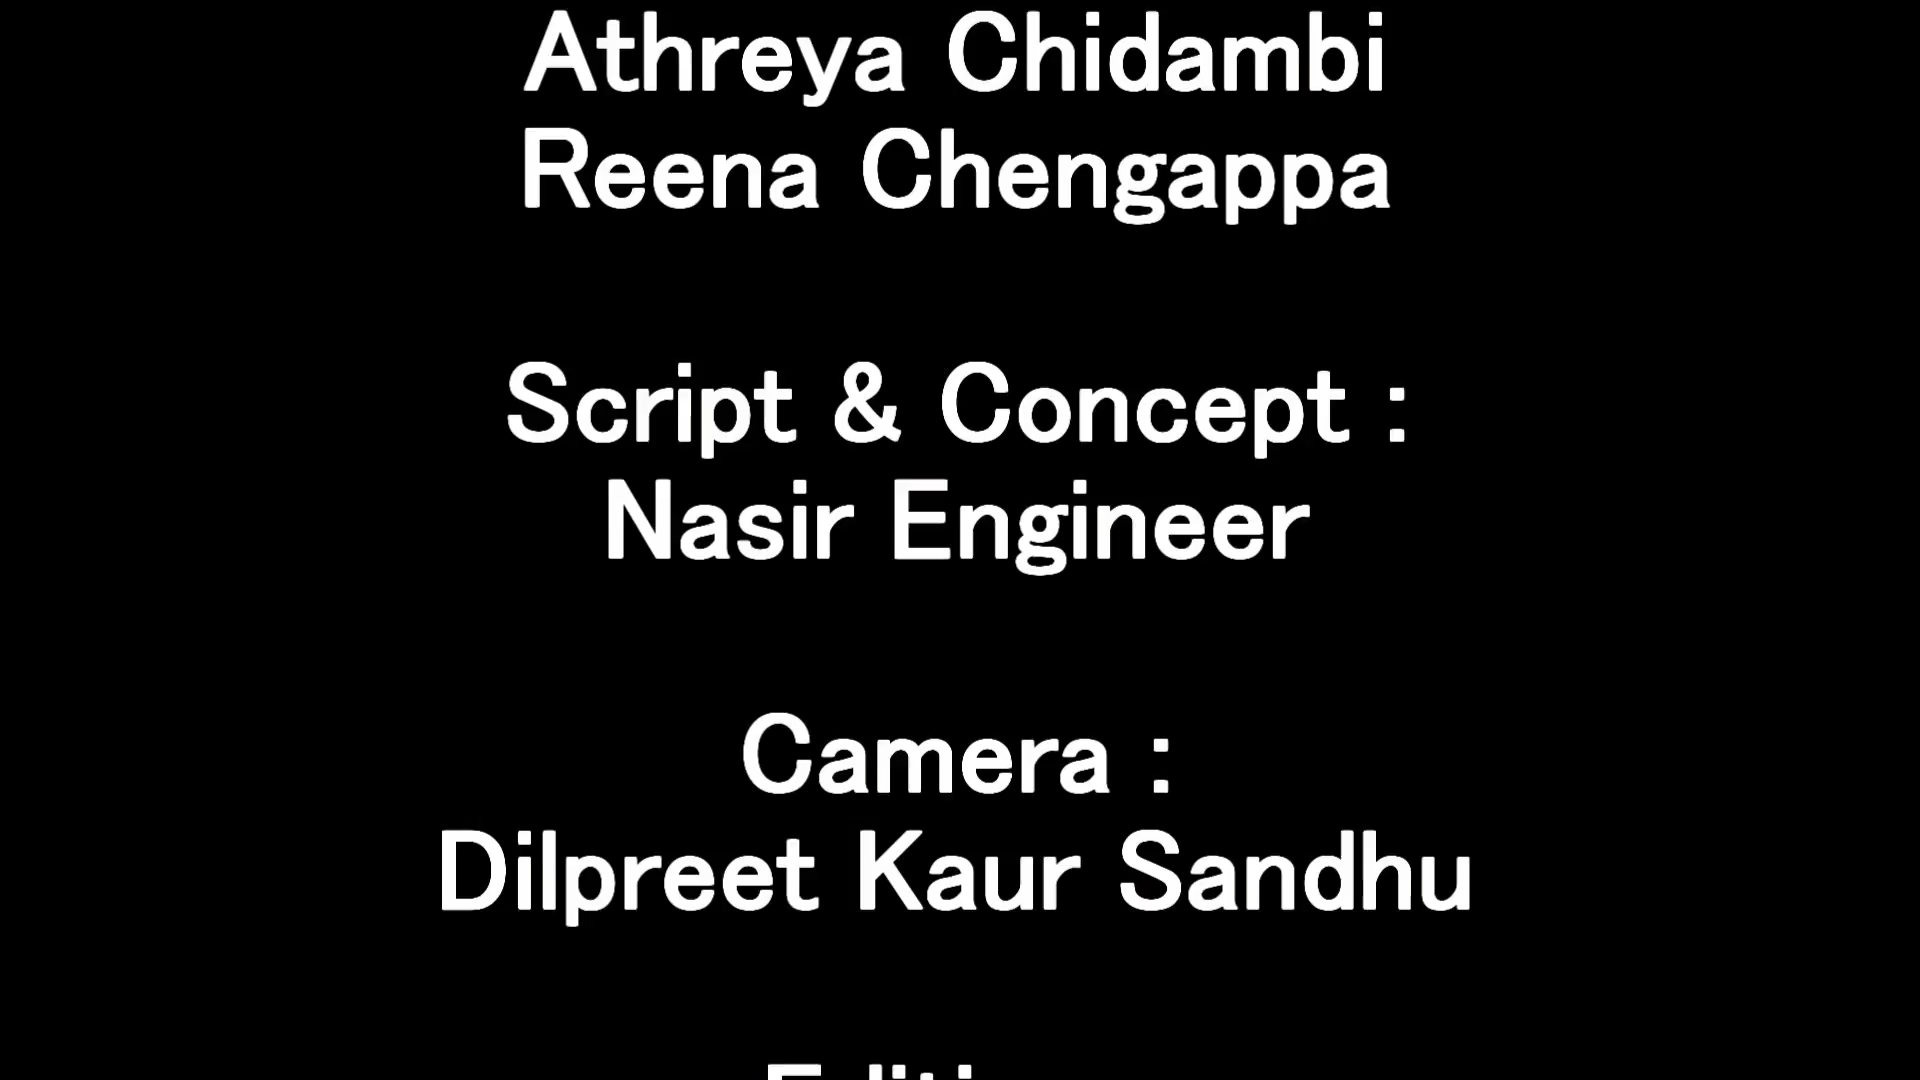 Athreya Chidambi
Reena Chengappa
Script & Concept :
Nasir Engineer
Camera :
Dilpreet Kaur Sandhu